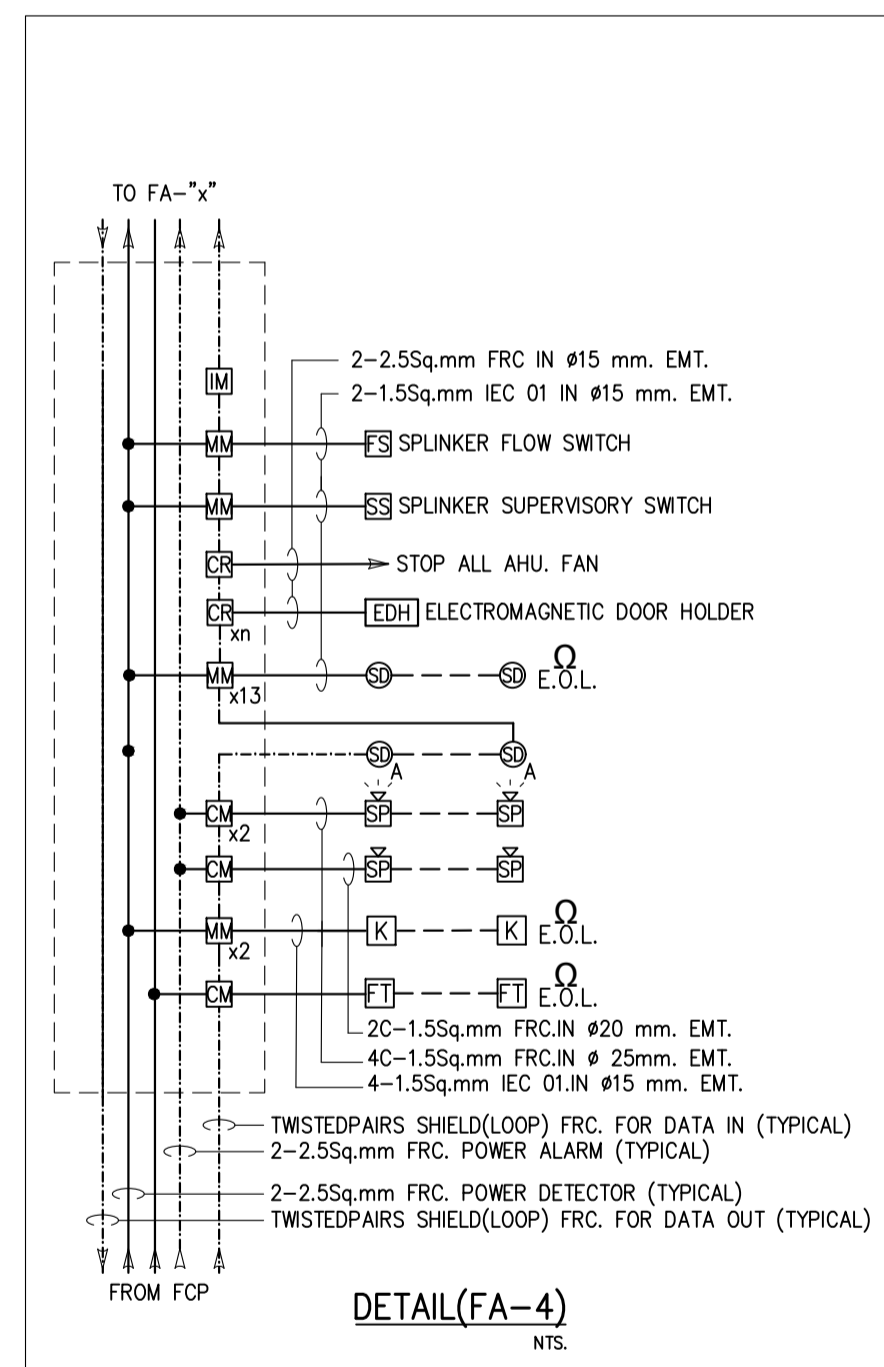 TO FA-"x"
2-2.5Sq.mm FRC IN ø15 mm. EMT.
2-1.5Sq.mm IEC 01 IN ø15 mm. EMT.
IM
MM FS SPLINKER FLOW SWITCH
MM SS SPLINKER SUPERVISORY SWITCH
CR STOP ALL AHU. FAN
CR EDH ELECTROMAGNETIC DOOR HOLDER
xn
MM SD SD Ω E.O.L.
x13
SD SD
A A
CM SP SP
x2
CM SP SP
MM K K Ω E.O.L.
x2
CM FT FT Ω E.O.L.
2C-1.5Sq.mm FRC.IN ø20 mm. EMT.
4C-1.5Sq.mm FRC.IN ø 25mm. EMT.
4-1.5Sq.mm IEC 01.IN ø15 mm. EMT.
TWISTEDPAIRS SHIELD(LOOP) FRC. FOR DATA IN (TYPICAL)
2-2.5Sq.mm FRC. POWER ALARM (TYPICAL)
2-2.5Sq.mm FRC. POWER DETECTOR (TYPICAL)
TWISTEDPAIRS SHIELD(LOOP) FRC. FOR DATA OUT (TYPICAL)
FROM FCP
DETAIL(FA-4)
NTS.